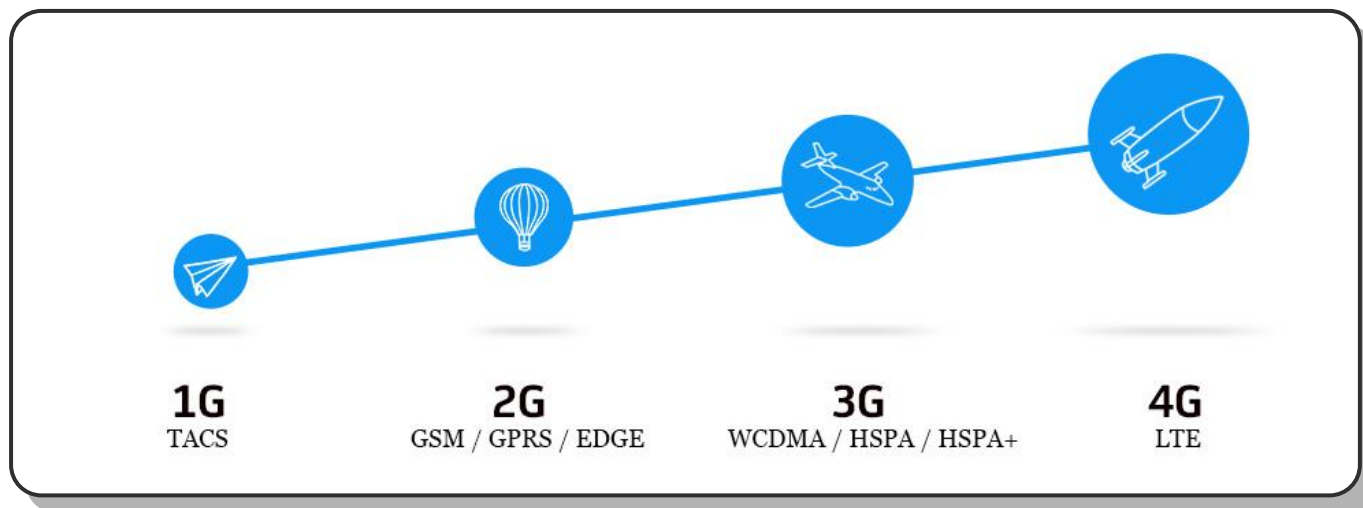 1G
TACS
2G
GSM / GPRS / EDGE
3G
WCDMA / HSPA / HSPA+
4G
LTE